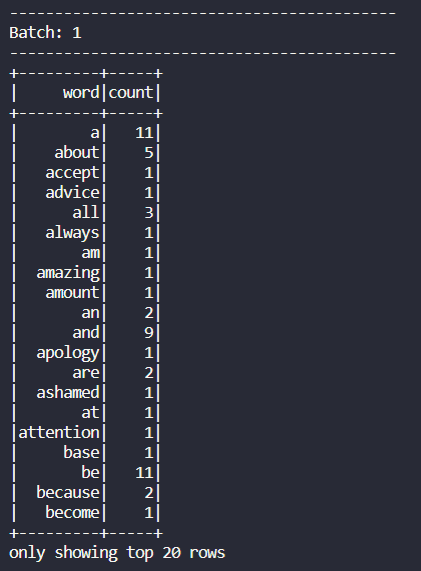 -------------------------------------------
Batch: 1
-------------------------------------------
+---------+-----+
|     word|count|
+---------+-----+
|        a|   11|
|    about|    5|
|   accept|    1|
|   advice|    1|
|      all|    3|
|   always|    1|
|       am|    1|
|  amazing|    1|
|   amount|    1|
|       an|    2|
|      and|    9|
|  apology|    1|
|      are|    2|
|  ashamed|    1|
|       at|    1|
|attention|    1|
|     base|    1|
|       be|   11|
|  because|    2|
|   become|    1|
+---------+-----+
only showing top 20 rows